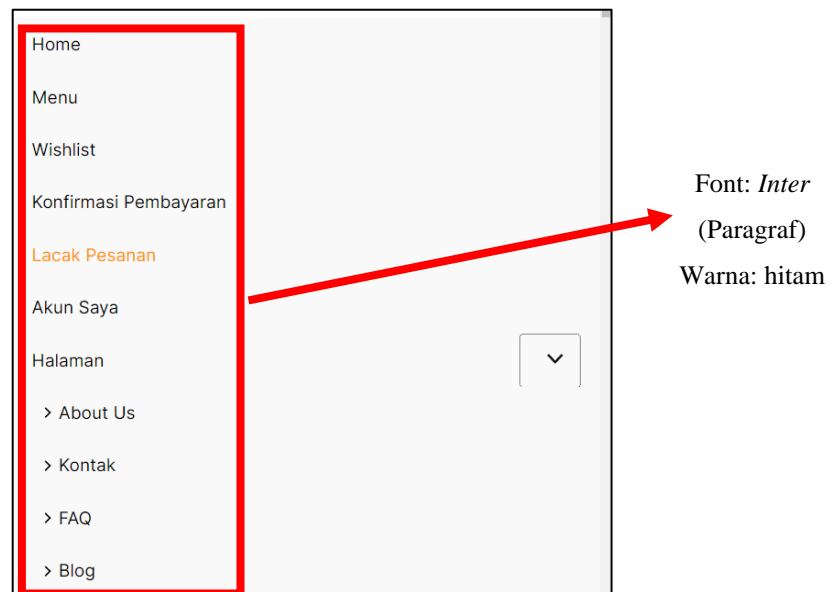 Home
Menu
Wishlist
Konfirmasi Pembayaran
Lacak Pesanan
Akun Saya
Halaman
About Us
Kontak
FAQ
Blog
Font: Inter
(Paragraf)
Warna: hitam